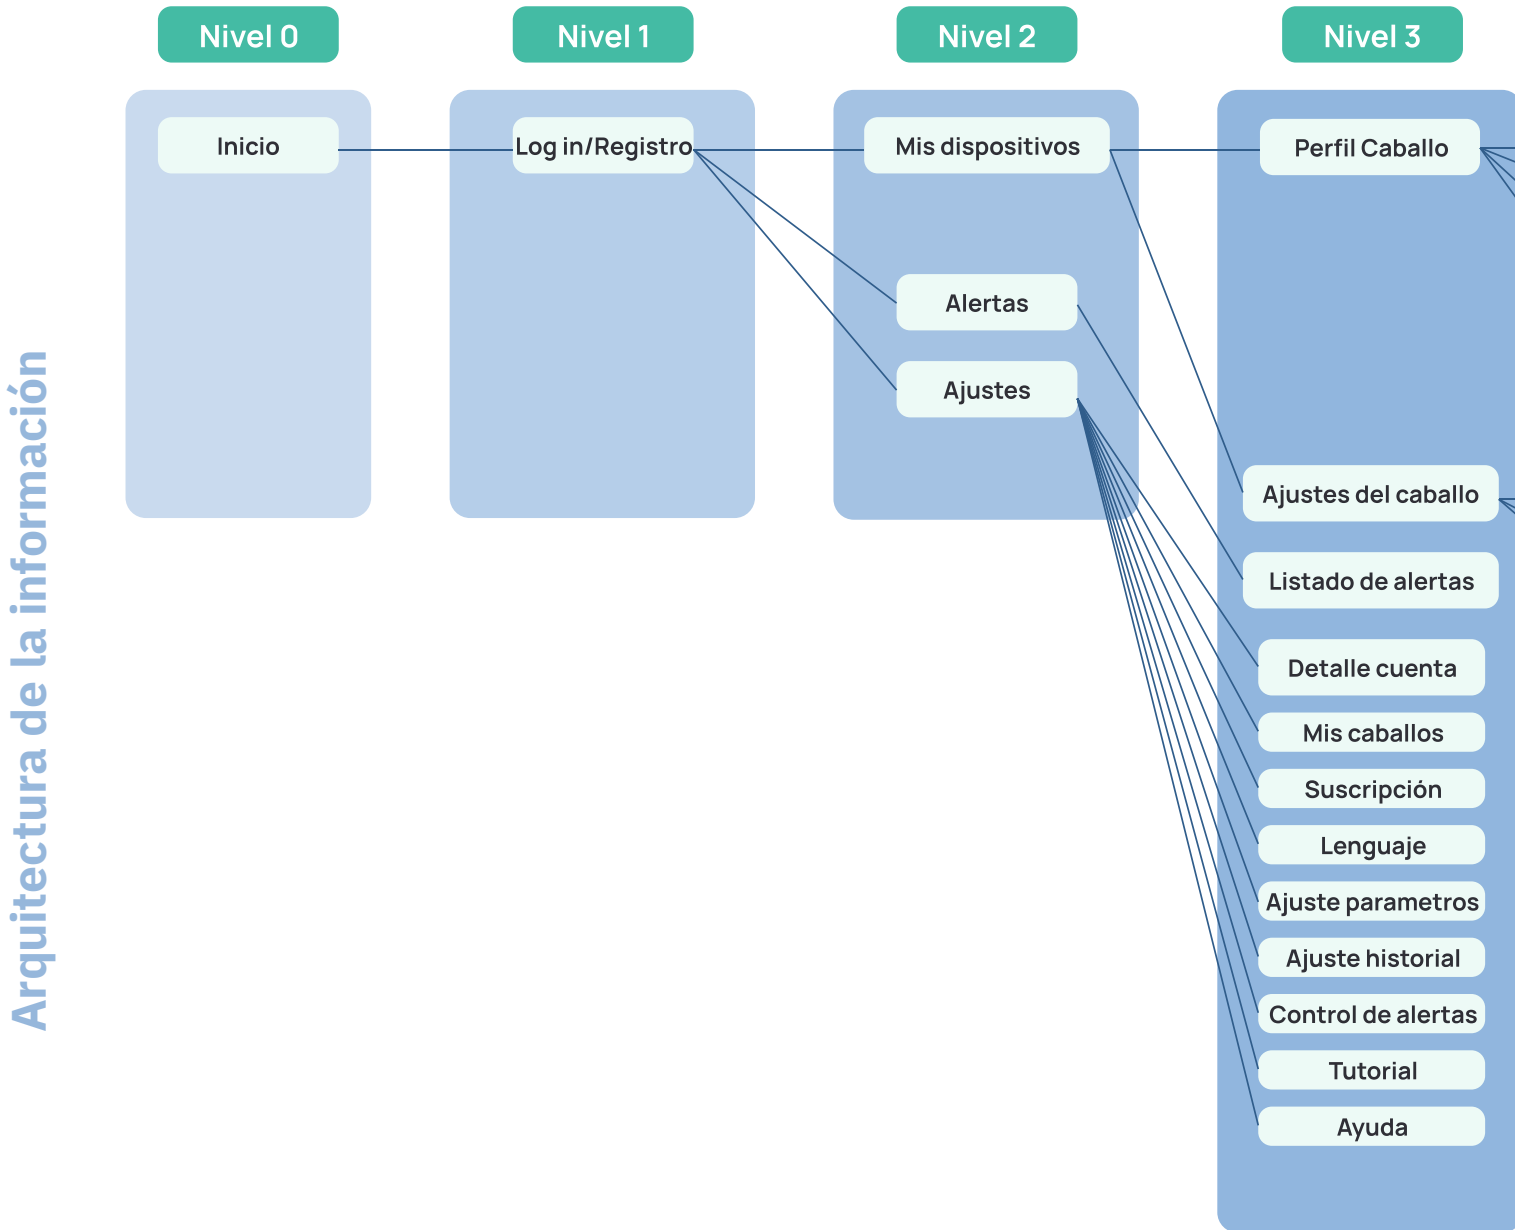 Nivel 0
Nivel 1
Nivel 2
Nivel 3
Inicio
Log in/Registro
Mis dispositivos
Perfil Caballo
Alertas
Ajustes
Ajustes del caballo
Listado de alertas
Detalle cuenta
Mis caballos
Suscripción
Lenguaje
Ajuste parametros
Ajuste historial
Control de alertas
Tutorial
Ayuda
Arquitectura de la información